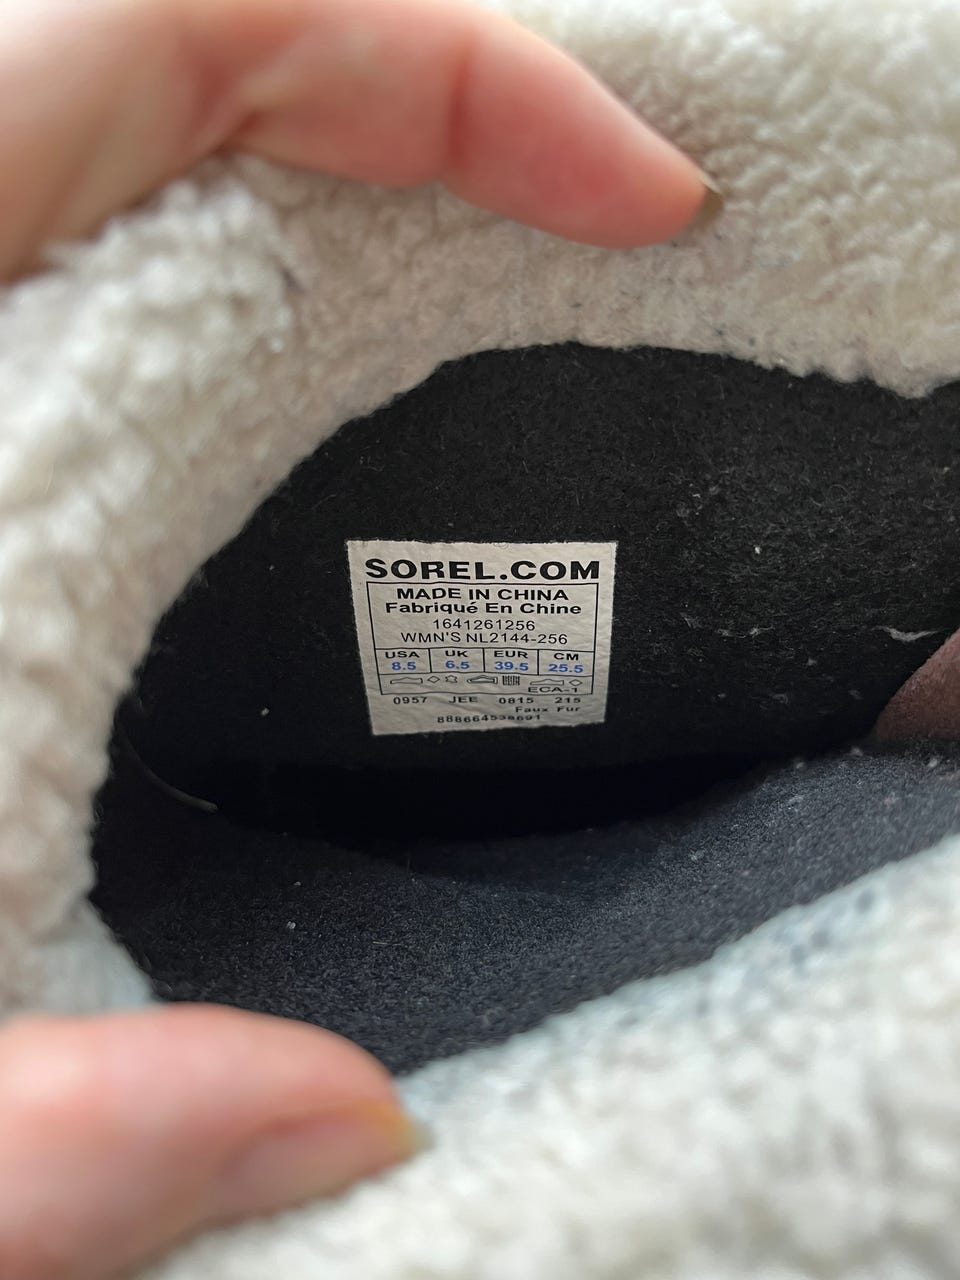 SOREL.COM
MADE IN CHINA
Fabriqué En Chine
1641261256
WMN'S NL2144-256
USA UK EUR CM
8.5 6.5 39.5 25.5
ECA-1
0957 JEE 0815 215
Faux Fur